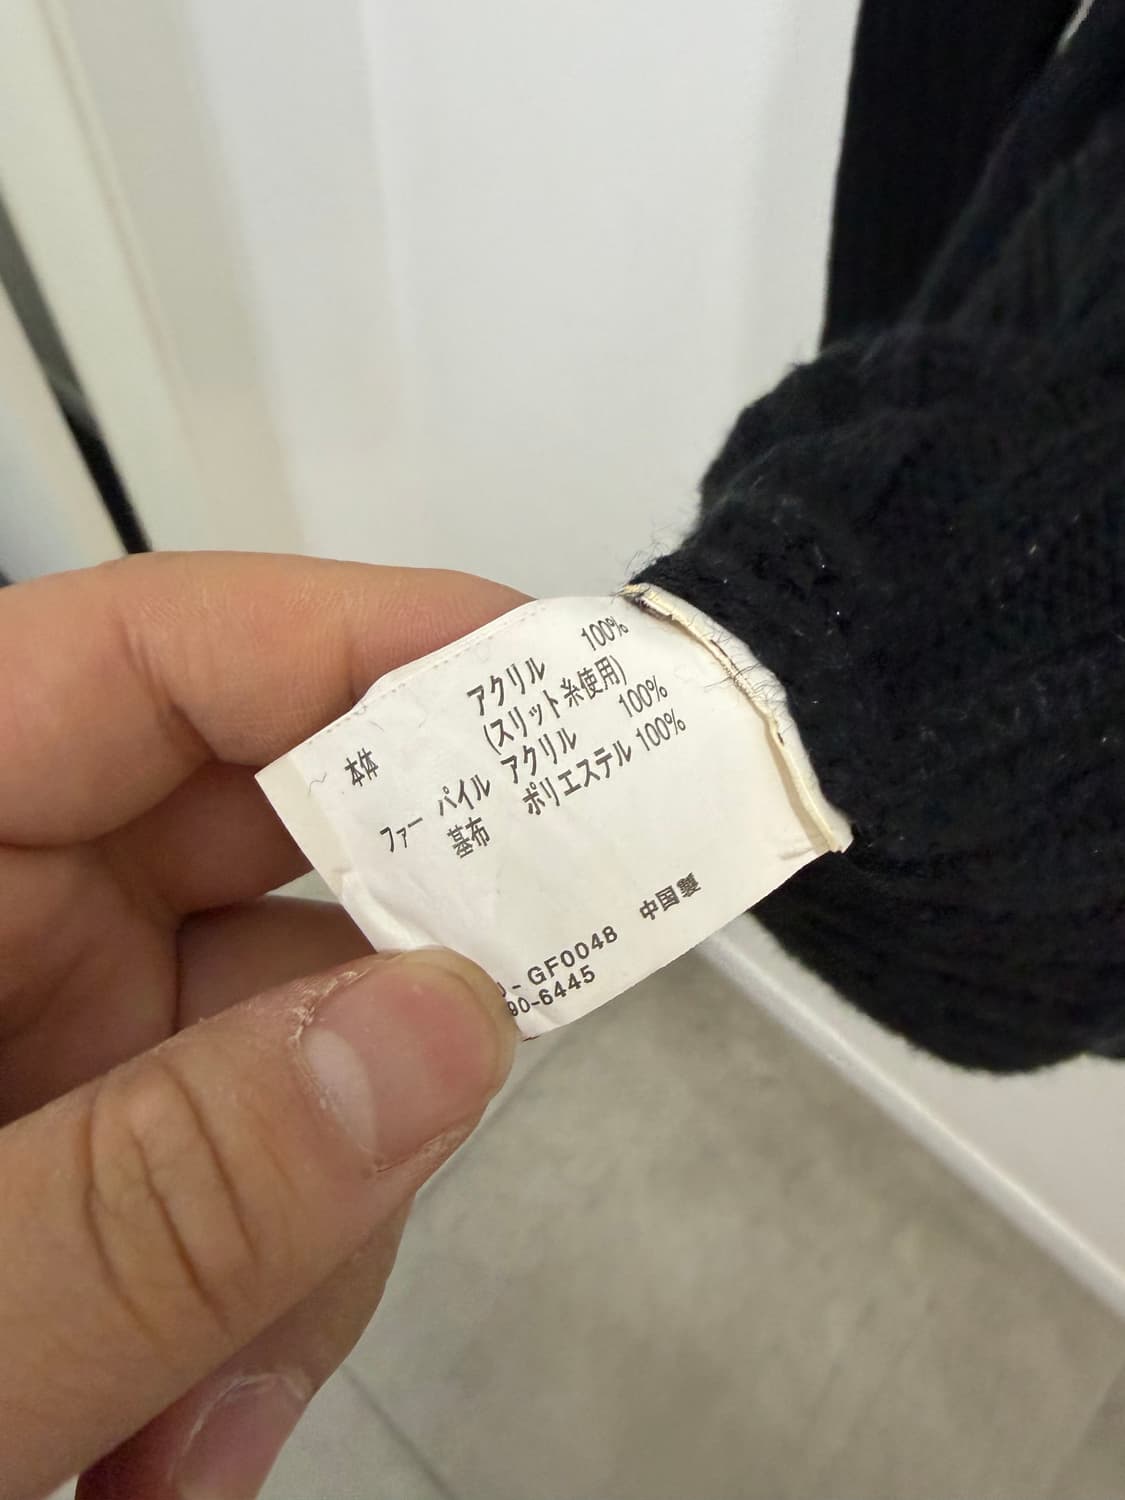 本体 アクリル 100%
(スリット糸使用)
ファー パイル アクリル 100%
基布 ポリエステル 100%
- GF0048 中国製
90-6445